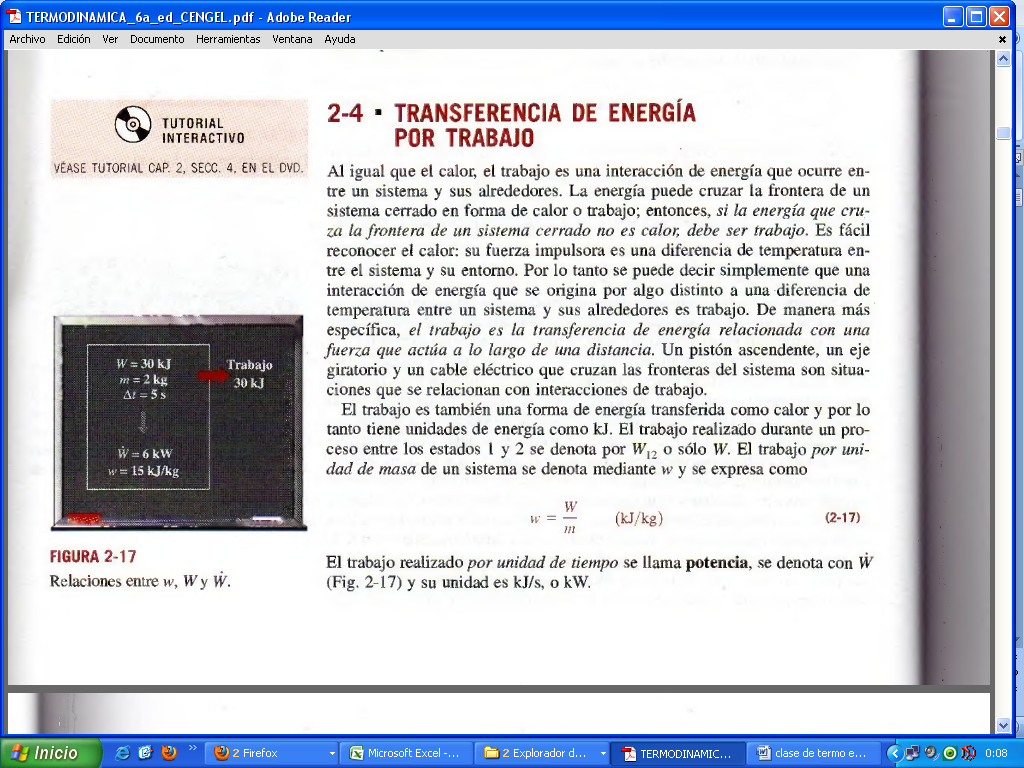 TERMODINAMICA_6a_ed_CENGEL.pdf - Adobe Reader
Archivo Edición Ver Documento Herramientas Ventana Ayuda
TUTORIAL
INTERACTIVO
VÉASE TUTORIAL CAP. 2, SECC. 4, EN EL DVD.
2-4 ▪ TRANSFERENCIA DE ENERGÍA
POR TRABAJO
Al igual que el calor, el trabajo es una interacción de energía que ocurre en-
tre un sistema y sus alrededores. La energía puede cruzar la frontera de un
sistema cerrado en forma de calor o trabajo; entonces, si la energía que cru-
za la frontera de un sistema cerrado no es calor, debe ser trabajo. Es fácil
reconocer el calor: su fuerza impulsora es una diferencia de temperatura en-
tre el sistema y su entorno. Por lo tanto se puede decir simplemente que una
interacción de energía que se origina por algo distinto a una diferencia de
temperatura entre un sistema y sus alrededores es trabajo. De manera más
específica, el trabajo es la transferencia de energía relacionada con una
fuerza que actúa a lo largo de una distancia. Un pistón ascendente, un eje
giratorio y un cable eléctrico que cruzan las fronteras del sistema son situa-
ciones que se relacionan con interacciones de trabajo.
El trabajo es también una forma de energía transferida como calor y por lo
tanto tiene unidades de energía como kJ. El trabajo realizado durante un pro-
ceso entre los estados 1 y 2 se denota por W₁₂ o sólo W. El trabajo por uni-
dad de masa de un sistema se denota mediante w y se expresa como
w = W/m (kJ/kg) (2-17)
El trabajo realizado por unidad de tiempo se llama potencia, se denota con Ẇ
(Fig. 2-17) y su unidad es kJ/s, o kW.
W = 30 kJ
m = 2 kg
Δt = 5 s
Ẇ = 6 kW
w = 15 kJ/kg
Trabajo
30 kJ
FIGURA 2-17
Relaciones entre w, W y Ẇ.
Inicio
2 Firefox
Microsoft Excel -...
2 Explorador d...
TERMODINAMIC...
clase de termo e...
0:08